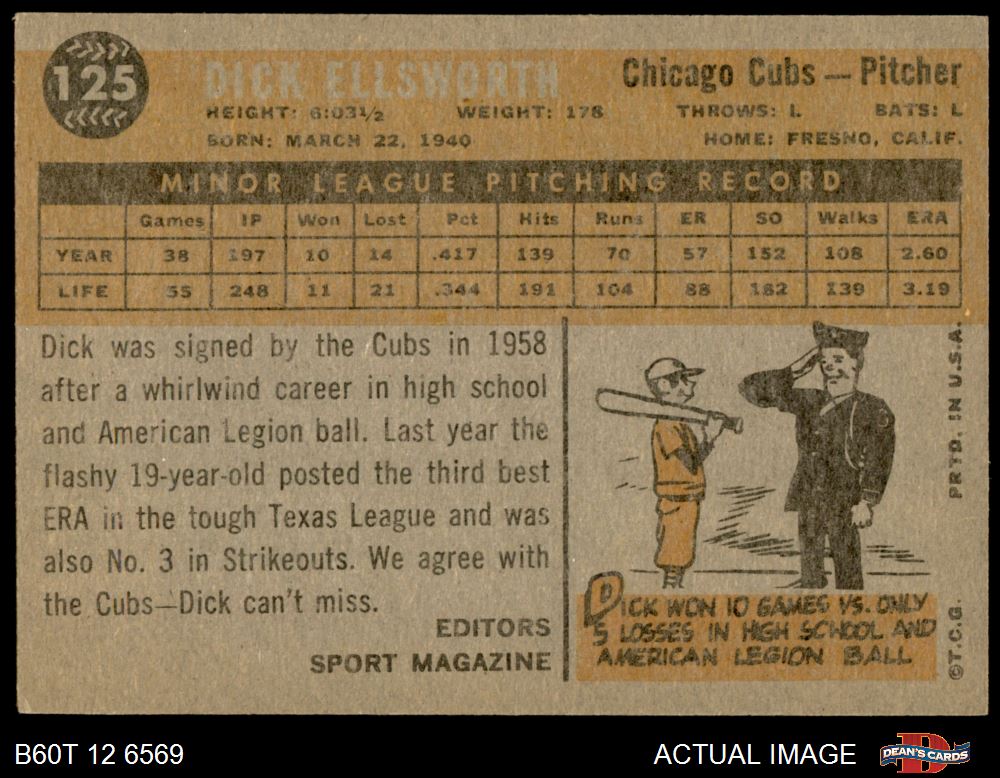 125
DICK ELLSWORTH
Chicago Cubs — Pitcher
HEIGHT: 6:03½ WEIGHT: 178 THROWS: L BATS: L
BORN: MARCH 22, 1940 HOME: FRESNO, CALIF.
MINOR LEAGUE PITCHING RECORD
Games IP Won Lost Pct Hits Runs ER SO Walks ERA
YEAR 38 197 10 14 .417 139 70 57 152 108 2.60
LIFE 55 248 11 21 .344 191 104 88 182 139 3.19
Dick was signed by the Cubs in 1958
after a whirlwind career in high school
and American Legion ball. Last year the
flashy 19-year-old posted the third best
ERA in the tough Texas League and was
also No. 3 in Strikeouts. We agree with
the Cubs—Dick can't miss.
EDITORS
SPORT MAGAZINE
DICK WON 10 GAMES VS. ONLY
5 LOSSES IN HIGH SCHOOL AND
AMERICAN LEGION BALL
©T.C.G. PRTD. IN U.S.A.
B60T 12 6569
ACTUAL IMAGE
DEAN'S CARDS